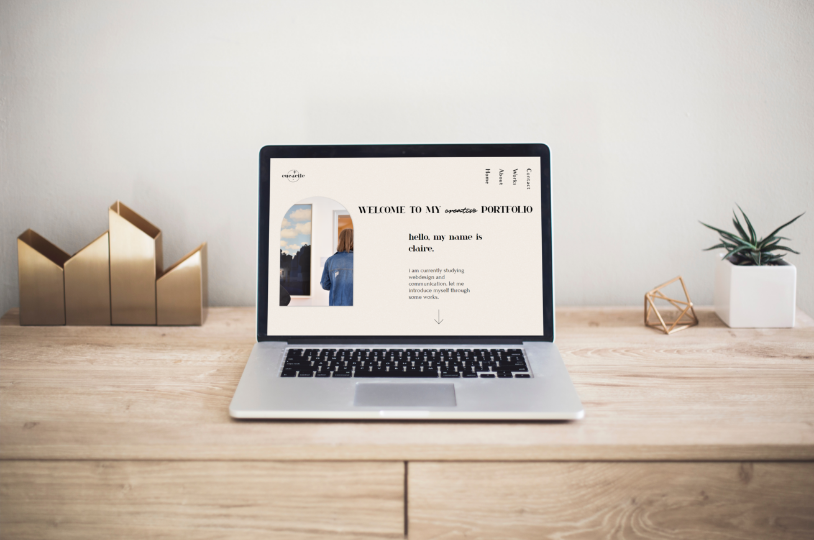 Home
About
Works
Contact
WELCOME TO MY creative PORTFOLIO
hello, my name is
claire.
i am currently studying
webdesign and
communication. let me
introduce myself through
some works.